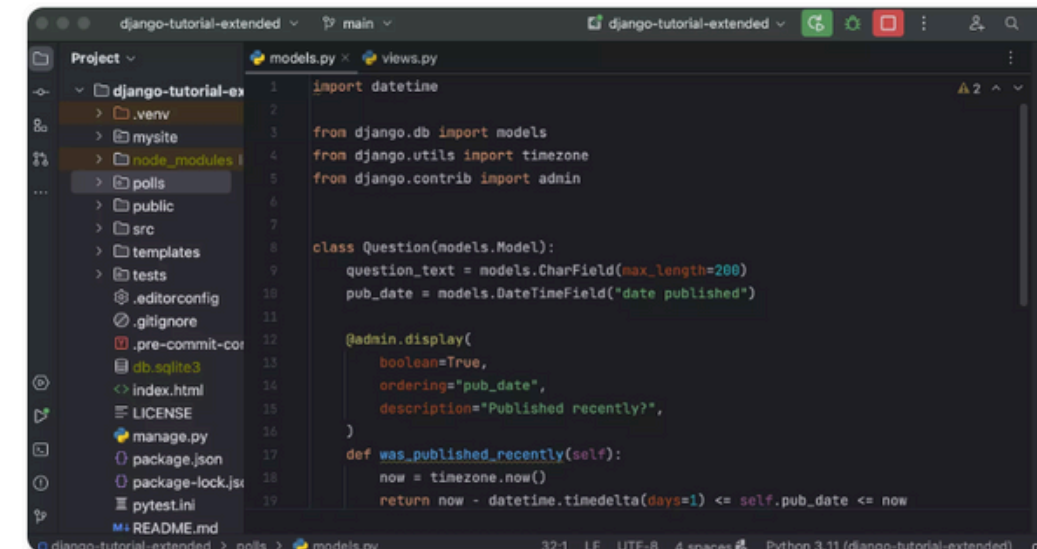 django-tutorial-extended
main
django-tutorial-extended
Project
models.py
views.py
django-tutorial-ex
.venv
mysite
node_modules
polls
public
src
templates
tests
.editorconfig
.gitignore
.pre-commit-cor
db.sqlite3
index.html
LICENSE
manage.py
package.json
package-lock.jso
pytest.ini
README.md
2
1 import datetime
2
3 from django.db import models
4 from django.utils import timezone
5 from django.contrib import admin
6
7
8 class Question(models.Model):
9 question_text = models.CharField(max_length=200)
10 pub_date = models.DateTimeField("date published")
11
12 @admin.display(
13 boolean=True,
14 ordering="pub_date",
15 description="Published recently?",
16 )
17 def was_published_recently(self):
18 now = timezone.now()
19 return now - datetime.timedelta(days=1) <= self.pub_date <= now
django-tutorial-extended > polls > models.py
32:1 LF UTF-8 4 spaces Python 3.11 (django-tutorial-extended)